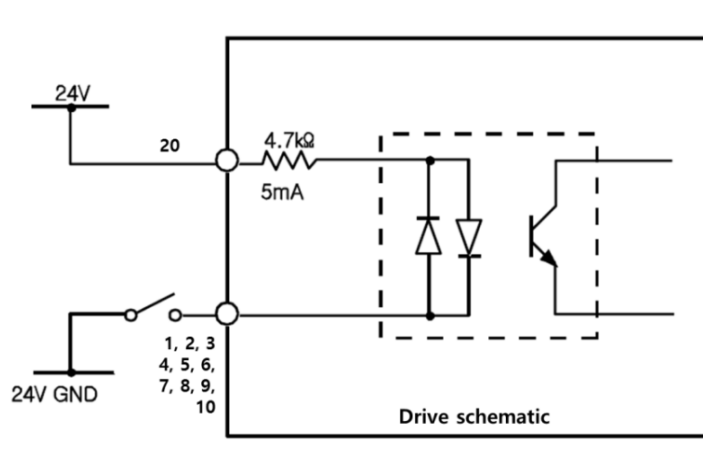 24V
20
4.7kΩ
5mA
1, 2, 3
4, 5, 6,
7, 8, 9,
10
24V GND
Drive schematic